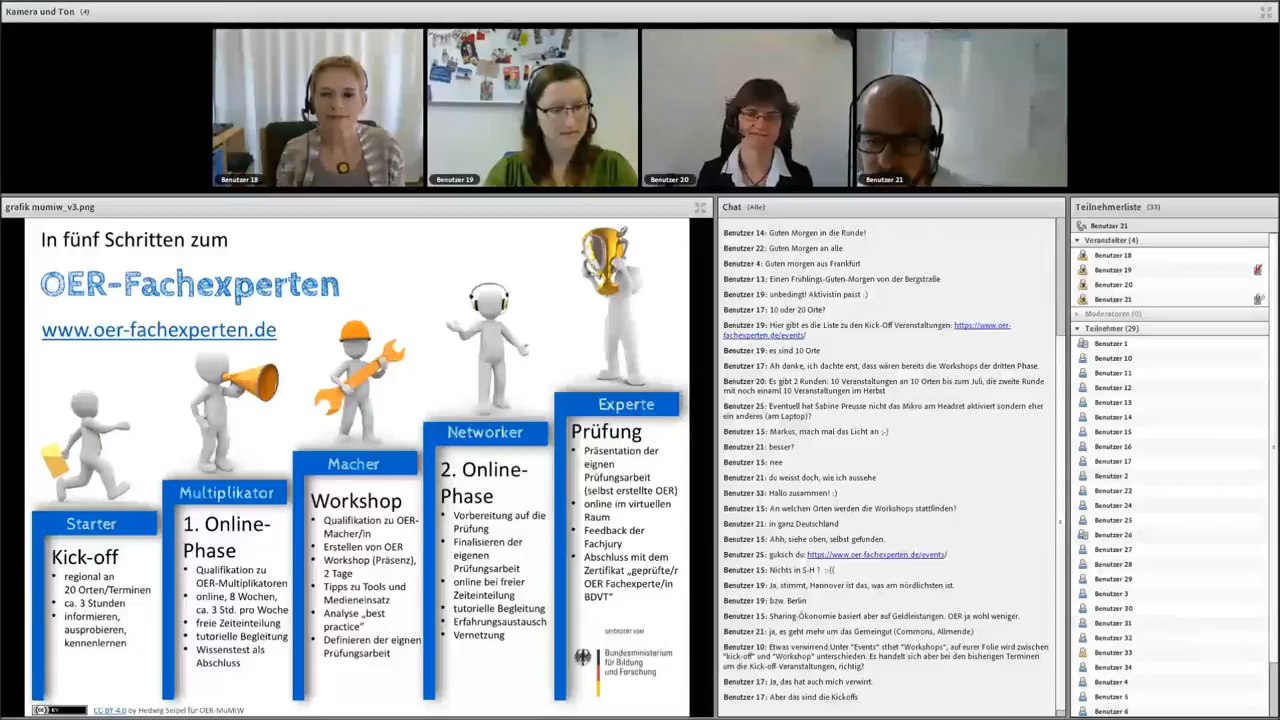 Kamera und Ton (4)
Benutzer 18
Benutzer 19
Benutzer 20
Benutzer 21
grafik mumiw_v3.png
In fünf Schritten zum
OER-Fachexperten
www.oer-fachexperten.de
Starter
Kick-off
• regional an
20 Orten/Terminen
• ca. 3 Stunden
• informieren,
ausprobieren,
kennenlernen
Multiplikator
1. Online-
Phase
• Qualifikation zu
OER-Multiplikatoren
• online, 8 Wochen,
ca. 3 Std. pro Woche
• freie Zeiteinteilung
• tutorielle Begleitung
• Wissenstest als
Abschluss
Macher
Workshop
• Qualifikation zu OER-
Macher/in
• Erstellen von OER
• Workshop (Präsenz),
2 Tage
• Tipps zu Tools und
Medieneinsatz
• Analyse „best
practice"
• Definieren der eignen
Prüfungsarbeit
Networker
2. Online-
Phase
• Vorbereitung auf die
Prüfung
• Finalisieren der
eigenen
Prüfungsarbeit
• online bei freier
Zeiteinteilung
• tutorielle Begleitung
• Erfahrungsaustausch
• Vernetzung
Experte
Prüfung
• Präsentation der
eignen
Prüfungsarbeit
(selbst erstellte OER)
• online im virtuellen
Raum
• Feedback der
Fachjury
• Abschluss mit dem
Zertifikat „geprüfte/r
OER Fachexperte/in
BDVT"
GEFÖRDERT VOM
Bundesministerium
für Bildung
und Forschung
CC BY
CC-BY-4.0 by Hedwig Seipel für OER-MuMiW
Chat (Alle)
Benutzer 14: Guten Morgen in die Runde!
Benutzer 22: Guten Morgen an alle.
Benutzer 4: Guten morgen aus Frankfurt
Benutzer 13: Einen Frühlings-Guten-Morgen von der Bergstraße
Benutzer 19: unbedingt! Aktivistin passt :)
Benutzer 17: 10 oder 20 Orte?
Benutzer 19: Hier gibt es die Liste zu den Kick-Off Veranstaltungen: https://www.oer-
fachexperten.de/events/
Benutzer 19: es sind 10 Orte
Benutzer 17: Ah danke, ich dachte erst, dass wären bereits die Workshops der dritten Phase.
Benutzer 20: Es gibt 2 Runden: 10 Veranstaltungen an 10 Orten bis zum Juli, die zweite Runde
mit noch einaml 10 Veranstaltungen im Herbst
Benutzer 25: Eventuell hat Sabine Preusse nicht das Mikro am Headset aktiviert sondern eher
ein anderes (am Laptop)?
Benutzer 15: Markus, mach mal das Licht an ;-)
Benutzer 21: besser?
Benutzer 15: nee
Benutzer 21: du weisst doch, wie ich aussehe
Benutzer 33: Hallo zusammen! :)
Benutzer 15: An welchen Orten werden die Workshops stattfinden?
Benutzer 21: in ganz Deutschland
Benutzer 15: Ahh, siehe oben, selbst gefunden.
Benutzer 25: guksch du: https://www.oer-fachexperten.de/events/
Benutzer 15: Nichts in S-H ? :-((
Benutzer 19: Ja, stimmt, Hannover ist das, was am nördlichsten ist.
Benutzer 19: bzw. Berlin
Benutzer 15: Sharing-Ökonomie basiert aber auf Geldleistungen. OER ja wohl weniger.
Benutzer 21: ja, es geht mehr um das Gemeingut (Commons, Allmende)
Benutzer 10: Etwas verwirrend:Unter "Events" sthet "Workshops", auf eurer Folie wird zwischen
"kick-off" und "Workshop" unterschieden. Es handelt sich aber bei den bisherigen Terminen
um die Kick-off-Veranstaltungen, richtig?
Benutzer 17: Ja, das hat auch mich verwirrt.
Benutzer 17: Aber das sind die Kickoffs
Teilnehmerliste (33)
Benutzer 21
Veranstalter (4)
Benutzer 18
Benutzer 19
Benutzer 20
Benutzer 21
Moderatoren (0)
Teilnehmer (29)
Benutzer 1
Benutzer 10
Benutzer 11
Benutzer 12
Benutzer 13
Benutzer 14
Benutzer 15
Benutzer 16
Benutzer 17
Benutzer 2
Benutzer 22
Benutzer 24
Benutzer 25
Benutzer 26
Benutzer 27
Benutzer 28
Benutzer 29
Benutzer 3
Benutzer 30
Benutzer 31
Benutzer 32
Benutzer 33
Benutzer 34
Benutzer 4
Benutzer 5
Benutzer 6